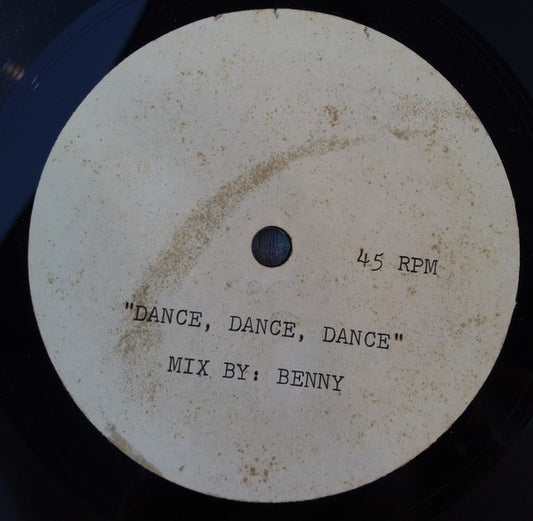 45 RPM
"DANCE, DANCE, DANCE"
MIX BY: BENNY